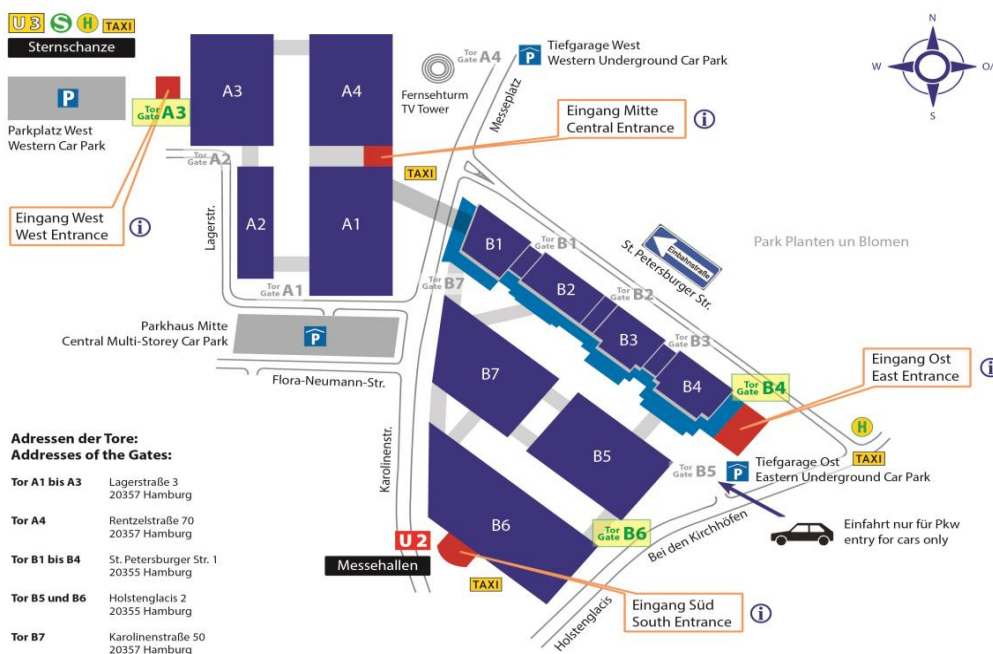 U3 S H TAXI
Sternschanze
P
Parkplatz West
Western Car Park
Tor
Gate A3
Eingang West
West Entrance
i
A3
A4
A2
A1
Tor
Gate A2
Lagerstr.
Tor
Gate A1
Fernsehturm
TV Tower
Tor
Gate A4
Messeplatz
P
Tiefgarage West
Western Underground Car Park
Eingang Mitte
Central Entrance
i
TAXI
N
W
O/
S
Parkhaus Mitte
Central Multi-Storey Car Park
P
Flora-Neumann-Str.
Karolinenstr.
B1
Tor
Gate B1
B2
Tor
Gate B2
B3
Tor
Gate B3
B4
Tor
Gate B4
Tor
Gate B7
Einbahnstraße
St. Petersburger Str.
Park Planten un Blomen
Eingang Ost
East Entrance
i
H
TAXI
B7
B5
B6
Tor
Gate B5
P
Tiefgarage Ost
Eastern Underground Car Park
Einfahrt nur für Pkw
entry for cars only
Tor
Gate B6
Bei den Kirchhöfen
Holstenglacis
U2
Messehallen
TAXI
Eingang Süd
South Entrance
i
Adressen der Tore:
Addresses of the Gates:
Tor A1 bis A3 Lagerstraße 3
20357 Hamburg
Tor A4 Rentzelstraße 70
20357 Hamburg
Tor B1 bis B4 St. Petersburger Str. 1
20355 Hamburg
Tor B5 und B6 Holstenglacis 2
20355 Hamburg
Tor B7 Karolinenstraße 50
20357 Hamburg